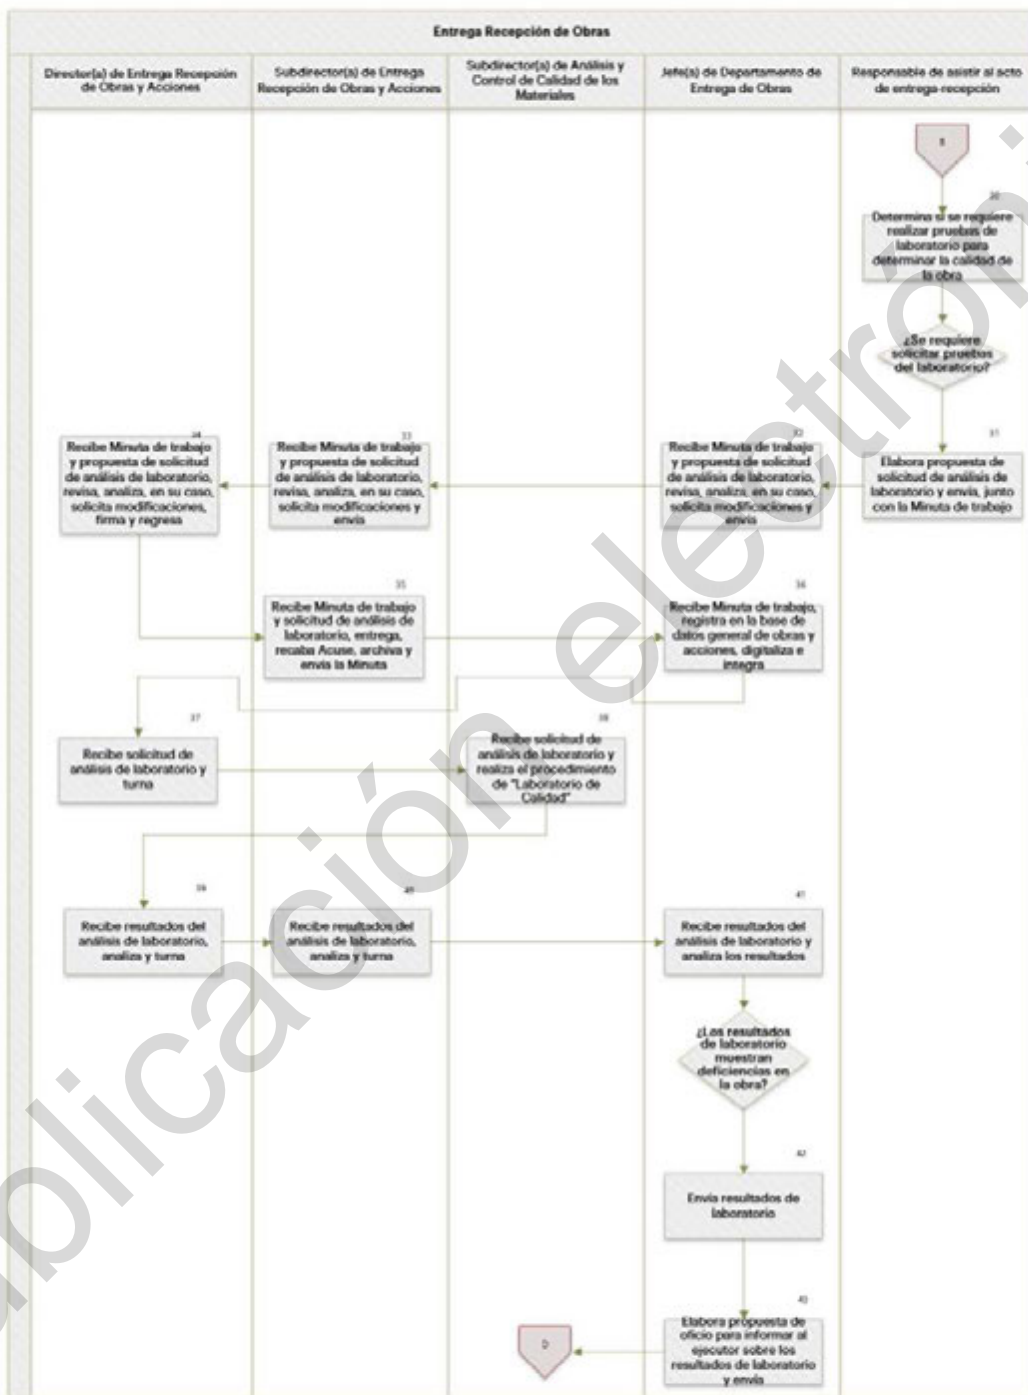 Entrega Recepción de Obras
Director(a) de Entrega Recepción
de Obras y Acciones
Subdirector(a) de Entrega
Recepción de Obras y Acciones
Subdirector(a) de Análisis y
Control de Calidad de los
Materiales
Jefe(a) de Departamento de
Entrega de Obras
Responsable de asistir al acto
de entrega-recepción
30
Determina si se requiere
realizar pruebas de
laboratorio para
determinar la calidad de
la obra
¿Se requiere
solicitar pruebas
del laboratorio?
34
Recibe Minuta de trabajo
y propuesta de solicitud
de análisis de laboratorio,
revisa, analiza, en su caso,
solicita modificaciones,
firma y regresa
33
Recibe Minuta de trabajo
y propuesta de solicitud
de análisis de laboratorio,
revisa, analiza, en su caso,
solicita modificaciones y
envía
32
Recibe Minuta de trabajo
y propuesta de solicitud
de análisis de laboratorio,
revisa, analiza, en su caso,
solicita modificaciones y
envía
31
Elabora propuesta de
solicitud de análisis de
laboratorio y envía, junto
con la Minuta de trabajo
35
Recibe Minuta de trabajo
y solicitud de análisis de
laboratorio, entrega,
recaba Acuse, archiva y
envía la Minuta
36
Recibe Minuta de trabajo,
registra en la base de
datos general de obras y
acciones, digitaliza e
integra
37
Recibe solicitud de
análisis de laboratorio y
turna
38
Recibe solicitud de
análisis de laboratorio y
realiza el procedimiento
de "Laboratorio de
Calidad"
39
Recibe resultados del
análisis de laboratorio,
analiza y turna
40
Recibe resultados del
análisis de laboratorio,
analiza y turna
41
Recibe resultados del
análisis de laboratorio y
analiza los resultados
¿Los resultados
de laboratorio
muestran
deficiencias en
la obra?
42
Envía resultados de
laboratorio
43
Elabora propuesta de
oficio para informar al
ejecutor sobre los
resultados de laboratorio
y envía
D
ublicación electróni